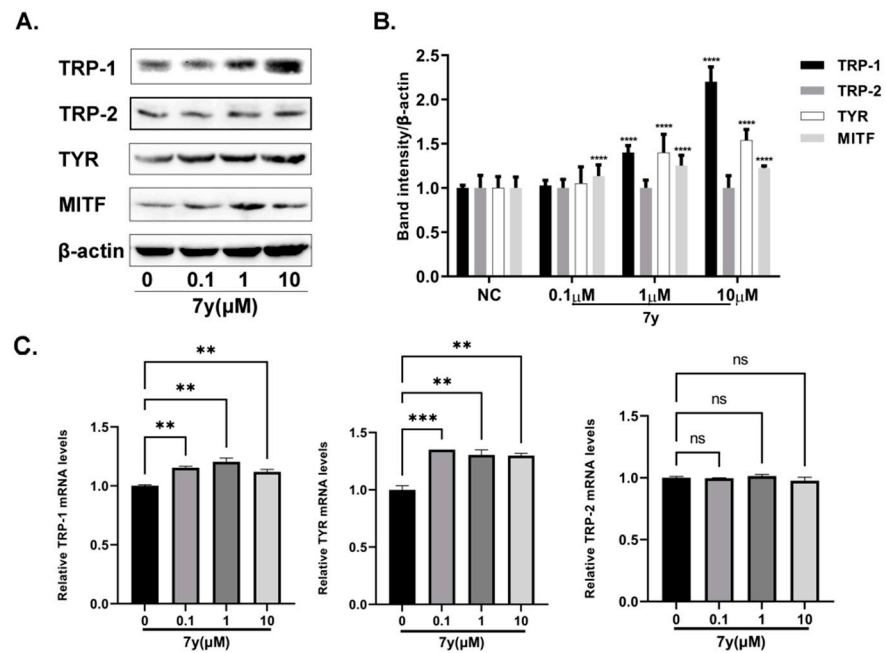 A.
TRP-1
TRP-2
TYR
MITF
β-actin
0 0.1 1 10
7y(μM)
B.
Band intensity/β-actin
2.5
2.0
1.5
1.0
0.5
0.0
****
****
****
****
****
****
****
NC 0.1μM 1μM 10μM
7y
TRP-1
TRP-2
TYR
MITF
C.
Relative TRP-1 mRNA levels
1.5
1.0
0.5
0.0
**
**
**
0 0.1 1 10
7y(μM)
Relative TYR mRNA levels
1.5
1.0
0.5
0.0
**
**
***
0 0.1 1 10
7y(μM)
Relative TRP-2 mRNA levels
1.5
1.0
0.5
0.0
ns
ns
ns
0 0.1 1 10
7y(μM)